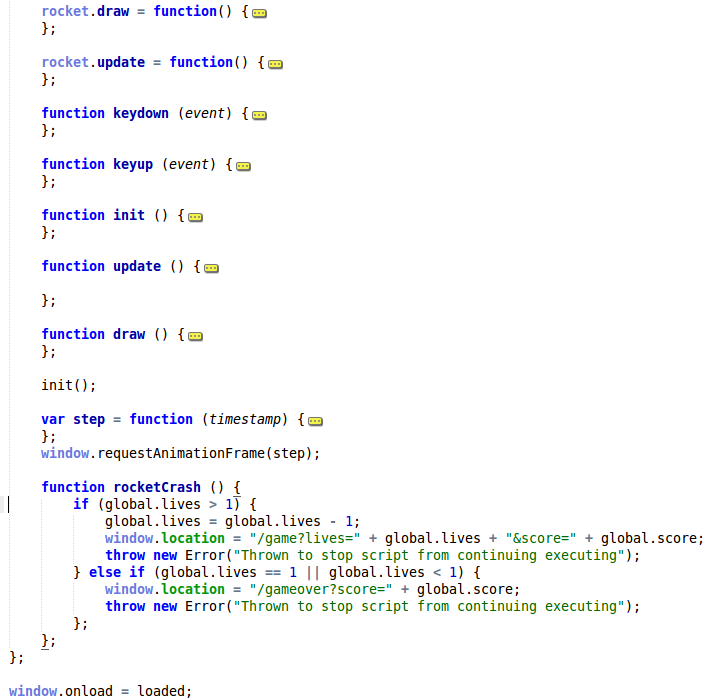 rocket.draw = function() {
};
rocket.update = function() {
};
function keydown (event) {
};
function keyup (event) {
};
function init () {
};
function update () {
};
function draw () {
};
init();
var step = function (timestamp) {
};
window.requestAnimationFrame(step);
function rocketCrash () {
if (global.lives > 1) {
global.lives = global.lives - 1;
window.location = "/game?lives=" + global.lives + "&score=" + global.score;
throw new Error("Thrown to stop script from continuing executing");
} else if (global.lives == 1 || global.lives < 1) {
window.location = "/gameover?score=" + global.score;
throw new Error("Thrown to stop script from continuing executing");
};
};
};
window.onload = loaded;